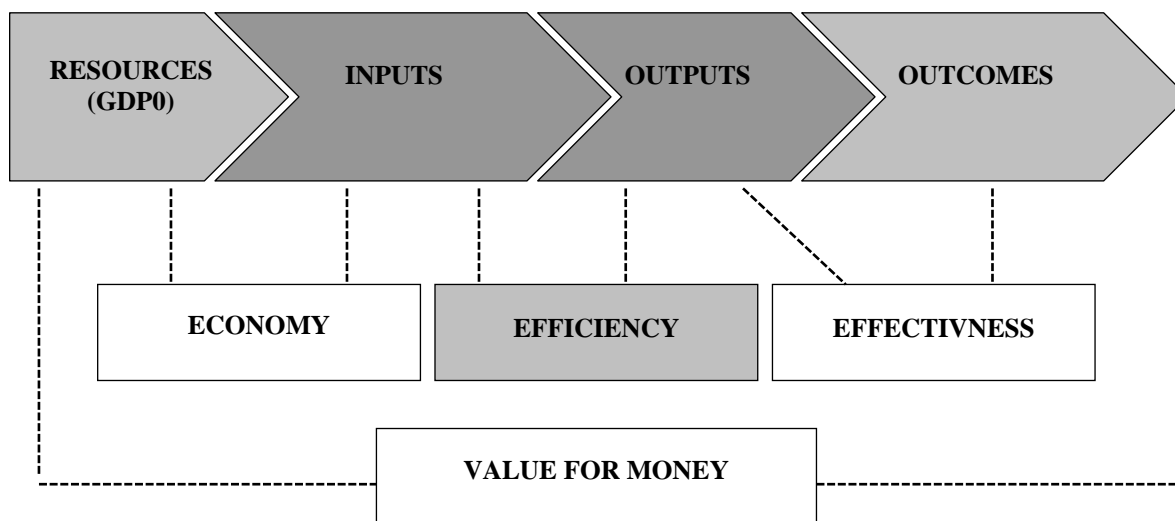 RESOURCES
(GDP0)
INPUTS
OUTPUTS
OUTCOMES
ECONOMY
EFFICIENCY
EFFECTIVNESS
VALUE FOR MONEY